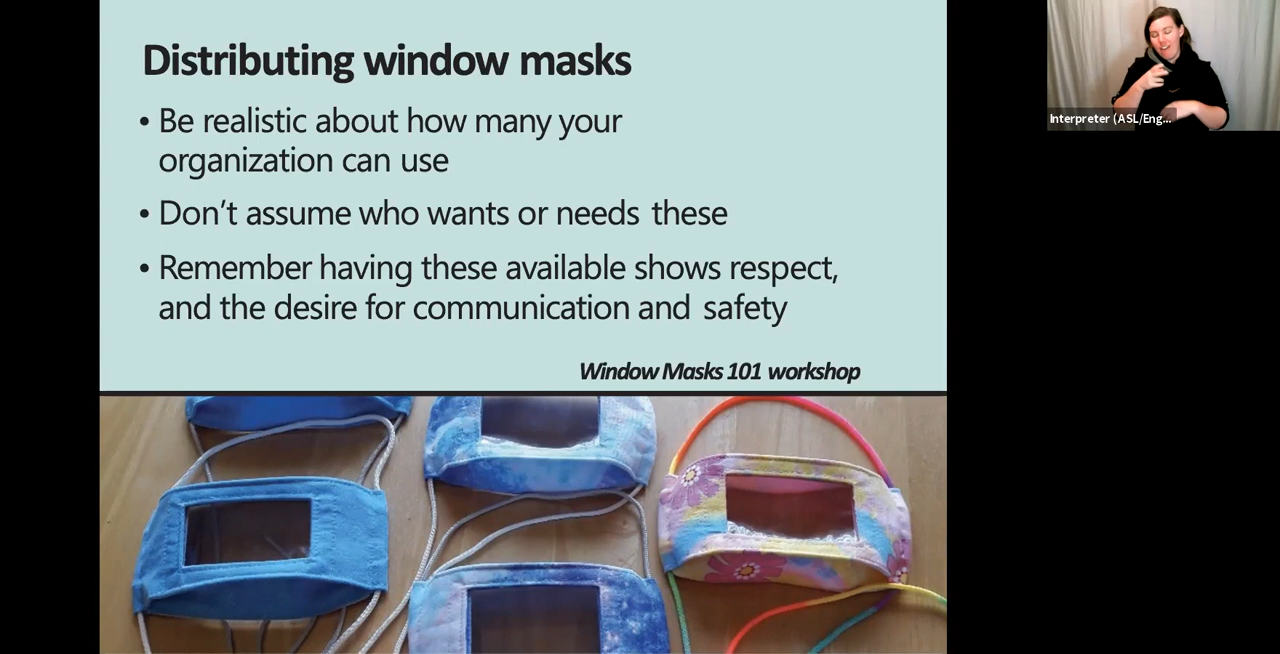 Distributing window masks
• Be realistic about how many your
organization can use
• Don't assume who wants or needs these
• Remember having these available shows respect,
and the desire for communication and safety
Window Masks 101 workshop
Interpreter (ASL/Eng...